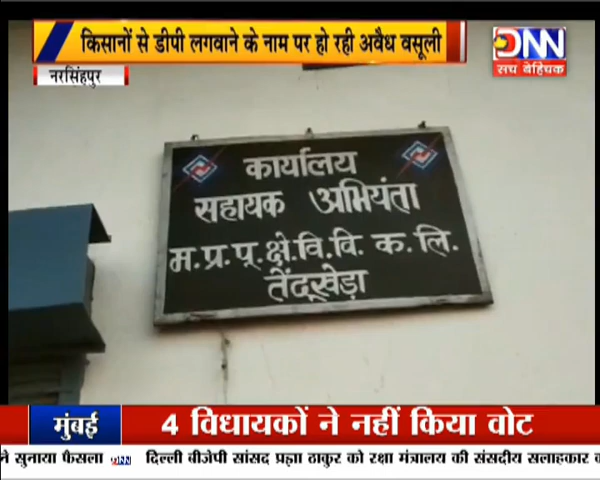 किसानों से डीपी लगवाने के नाम पर हो रही अवैध वसूली
DNN
सच बेहिचक
नरसिंहपुर
कार्यालय
सहायक अभियंता
म.प्र.पू.क्षे.वि.वि. क.लि.
तेंदूखेड़ा
मुंबई
4 विधायकों ने नहीं किया वोट
ने सुनाया फैसला DNN दिल्ली बीजेपी सांसद प्रज्ञा ठाकुर को रक्षा मंत्रालय की संसदीय सलाहकार